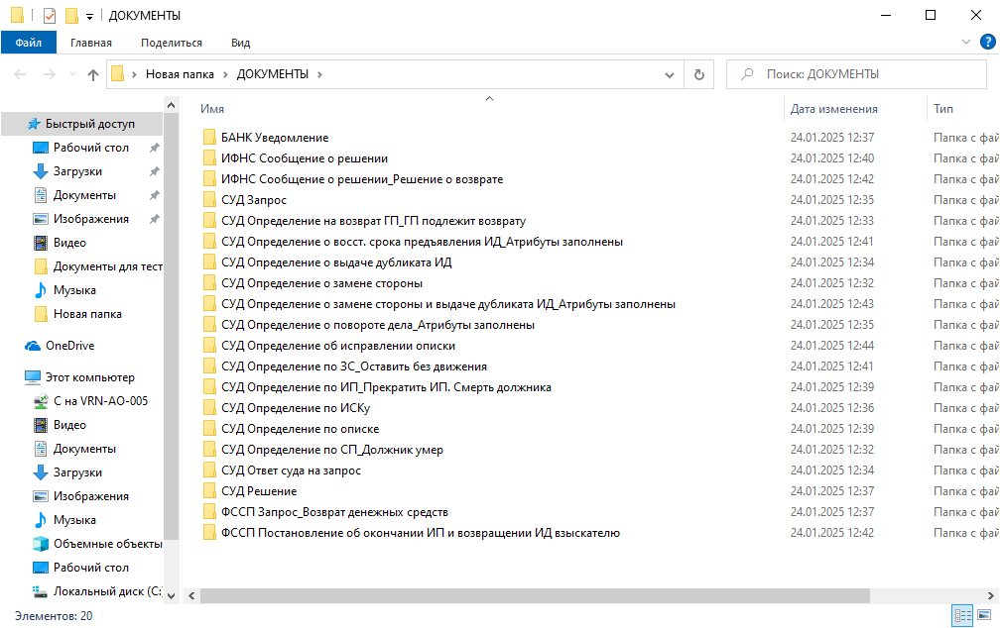 ДОКУМЕНТЫ
Файл Главная Поделиться Вид
Новая папка ДОКУМЕНТЫ Поиск: ДОКУМЕНТЫ
Имя Дата изменения Тип
Быстрый доступ
Рабочий стол
Загрузки
Документы
Изображения
Видео
Документы для тест
Музыка
Новая папка
OneDrive
Этот компьютер
C на VRN-AO-005
Видео
Документы
Загрузки
Изображения
Музыка
Объемные объекты
Рабочий стол
Локальный диск (C:
БАНК Уведомление 24.01.2025 12:37 Папка с фай
ИФНС Сообщение о решении 24.01.2025 12:40 Папка с фай
ИФНС Сообщение о решении_Решение о возврате 24.01.2025 12:42 Папка с фай
СУД Запрос 24.01.2025 12:35 Папка с фай
СУД Определение на возврат ГП_ГП подлежит возврату 24.01.2025 12:33 Папка с фай
СУД Определение о восст. срока предъявления ИД_Атрибуты заполнены 24.01.2025 12:41 Папка с фай
СУД Определение о выдаче дубликата ИД 24.01.2025 12:34 Папка с фай
СУД Определение о замене стороны 24.01.2025 12:32 Папка с фай
СУД Определение о замене стороны и выдаче дубликата ИД_Атрибуты заполнены 24.01.2025 12:43 Папка с фай
СУД Определение о повороте дела_Атрибуты заполнены 24.01.2025 12:35 Папка с фай
СУД Определение об исправлении описки 24.01.2025 12:44 Папка с фай
СУД Определение по ЗС_Оставить без движения 24.01.2025 12:41 Папка с фай
СУД Определение по ИП_Прекратить ИП. Смерть должника 24.01.2025 12:39 Папка с фай
СУД Определение по ИСКу 24.01.2025 12:36 Папка с фай
СУД Определение по описке 24.01.2025 12:39 Папка с фай
СУД Определение по СП_Должник умер 24.01.2025 12:32 Папка с фай
СУД Ответ суда на запрос 24.01.2025 12:34 Папка с фай
СУД Решение 24.01.2025 12:37 Папка с фай
ФССП Запрос_Возврат денежных средств 24.01.2025 12:37 Папка с фай
ФССП Постановление об окончании ИП и возвращении ИД взыскателю 24.01.2025 12:42 Папка с фай
Элементов: 20